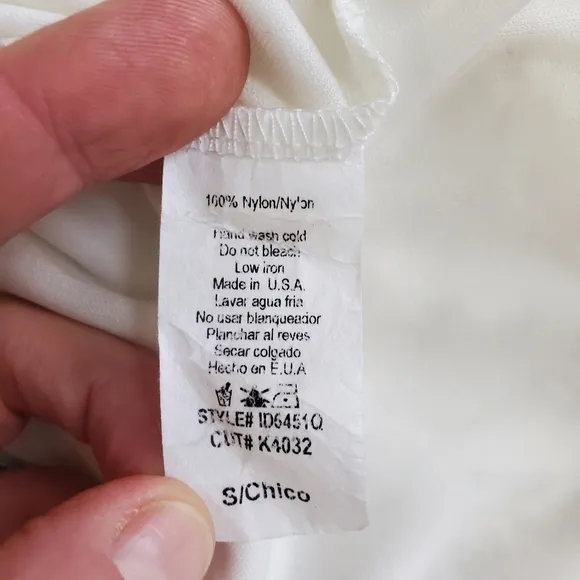 100% Nylon/Nylon
Hand wash cold
Do not bleach
Low iron
Made in U.S.A.
Lavar agua fria
No usar blanqueador
Planchar al reves
Secar colgado
Hecho en E.U.A
STYLE# ID6451Q
CUT# K4032
S/Chico